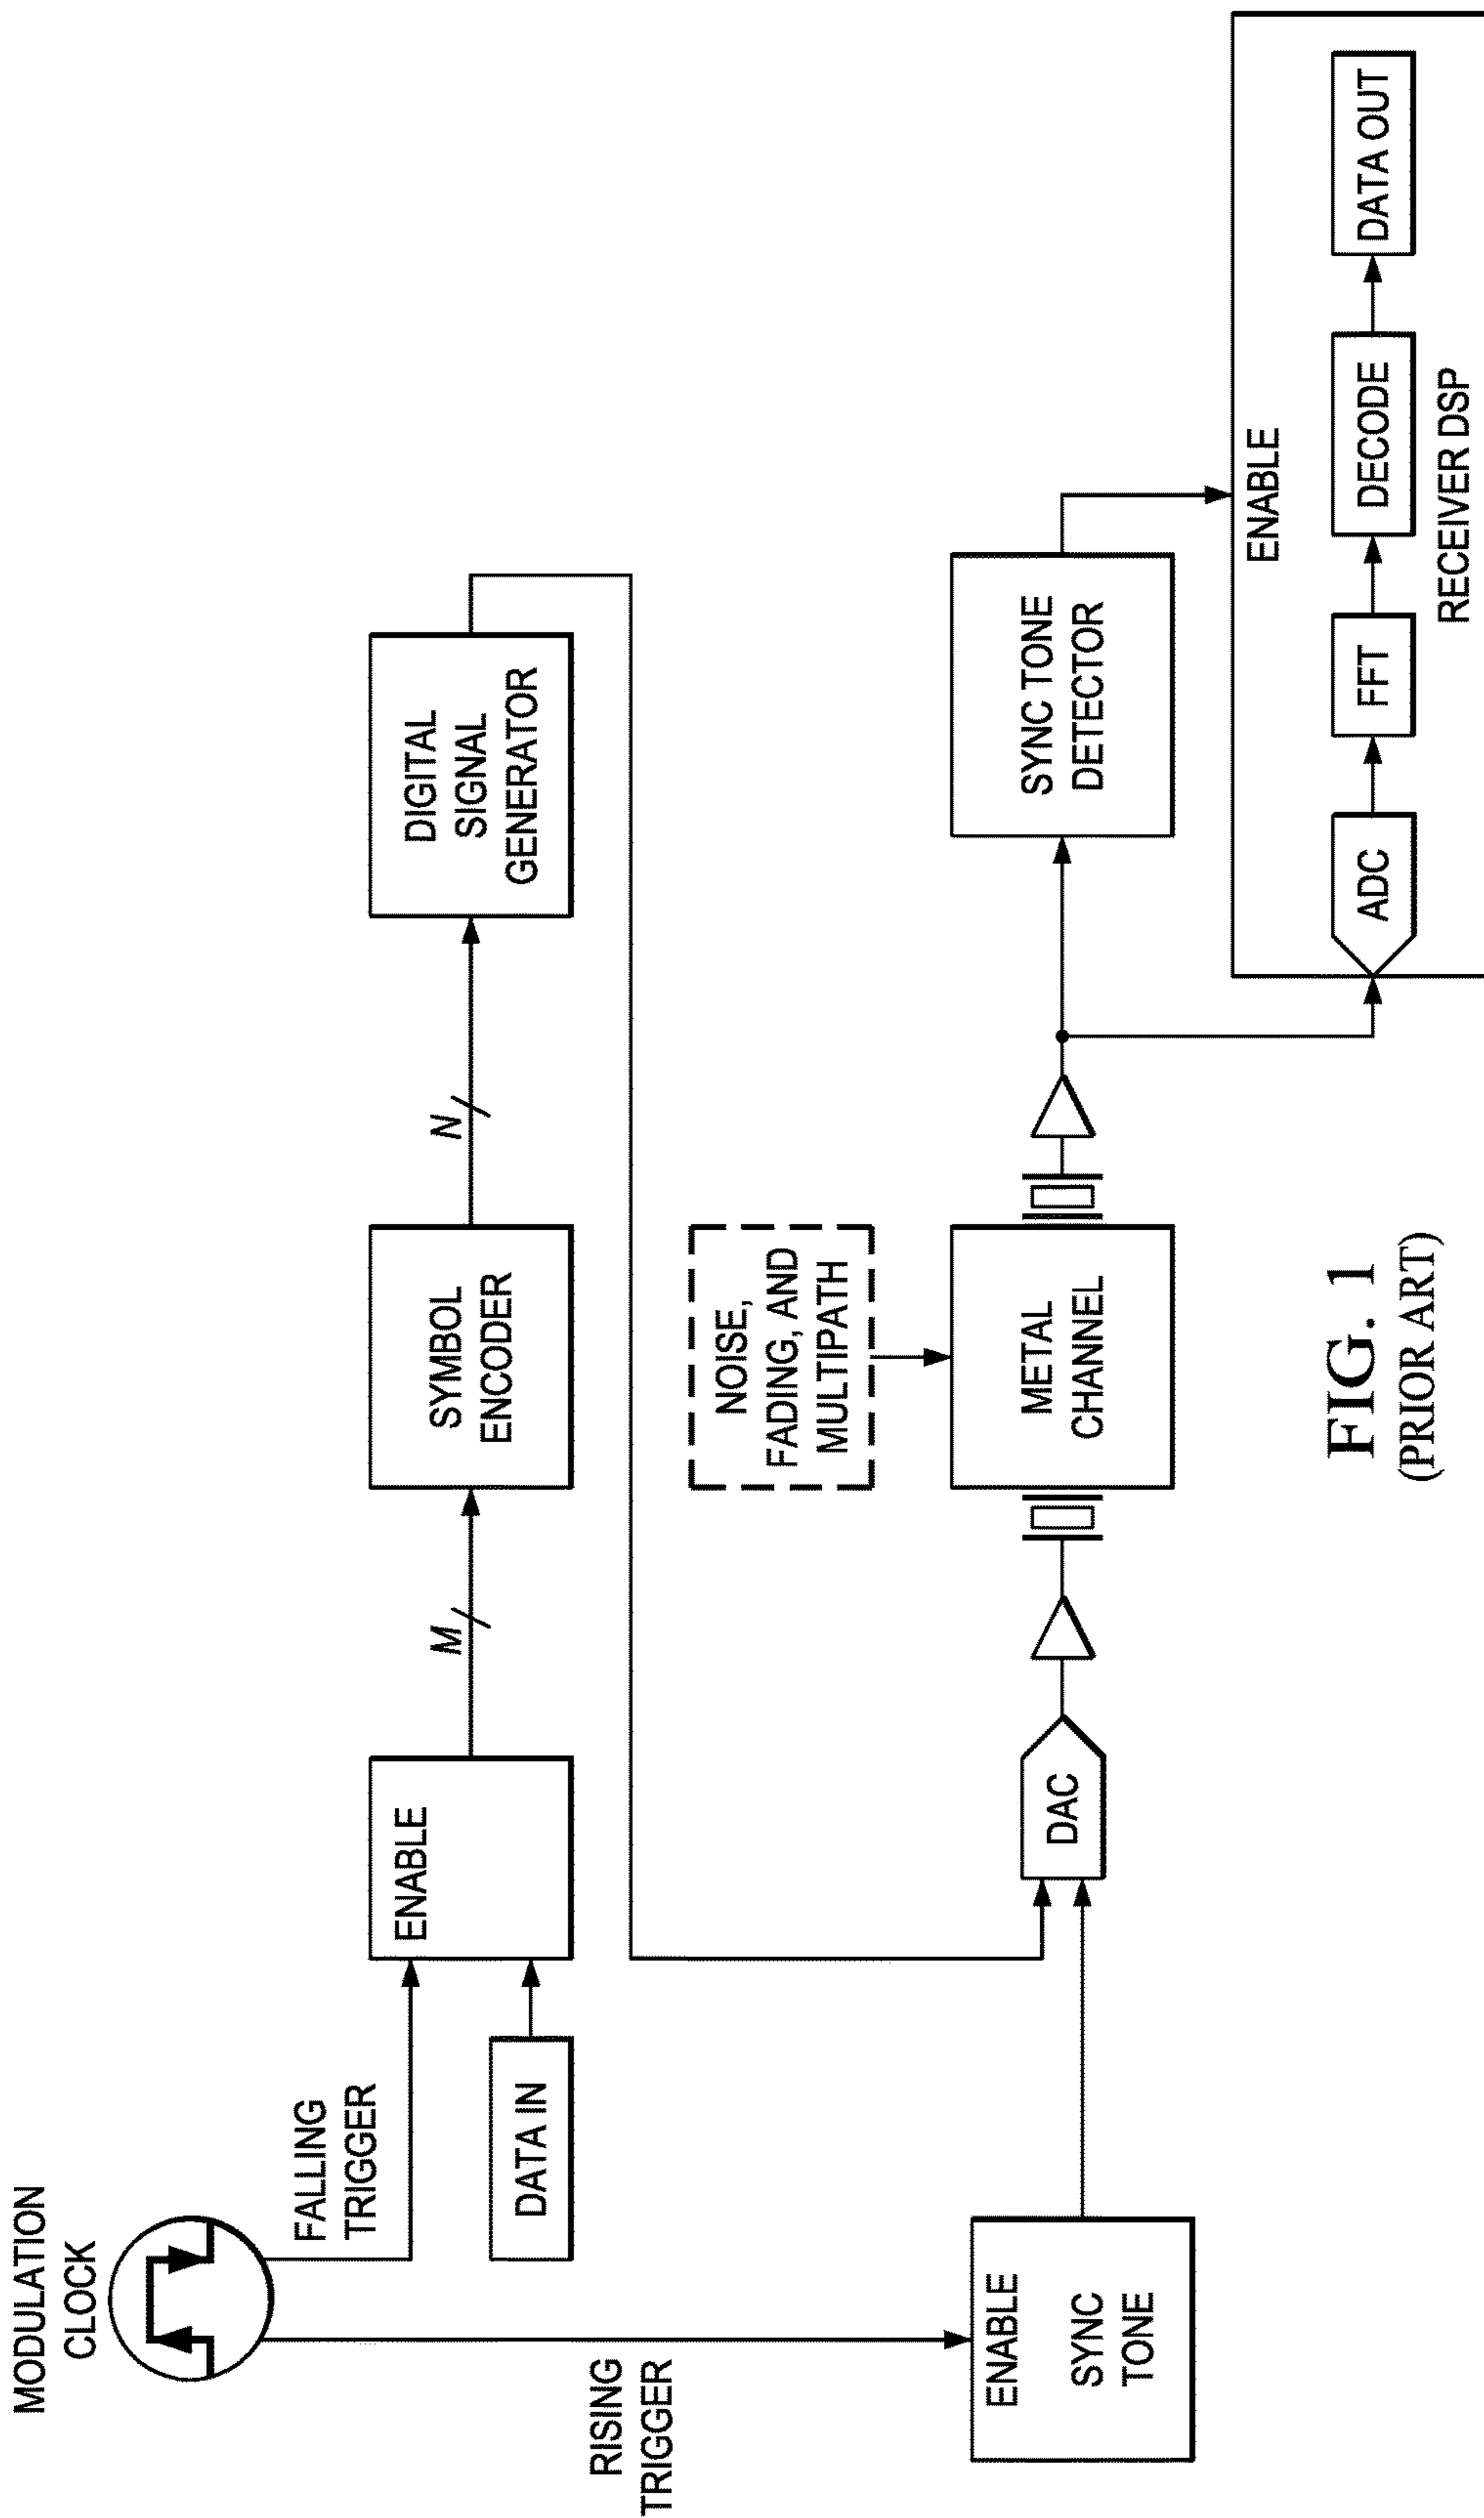 MODULATION
CLOCK
FALLING
TRIGGER
RISING
TRIGGER
DATA IN
ENABLE
M
SYMBOL
ENCODER
N
DIGITAL
SIGNAL
GENERATOR
ENABLE
SYNC
TONE
DAC
NOISE,
FADING, AND
MULTIPATH
METAL
CHANNEL
SYNC TONE
DETECTOR
ENABLE
ADC
FFT
DECODE
DATA OUT
RECEIVER DSP
FIG. 1
(PRIOR ART)